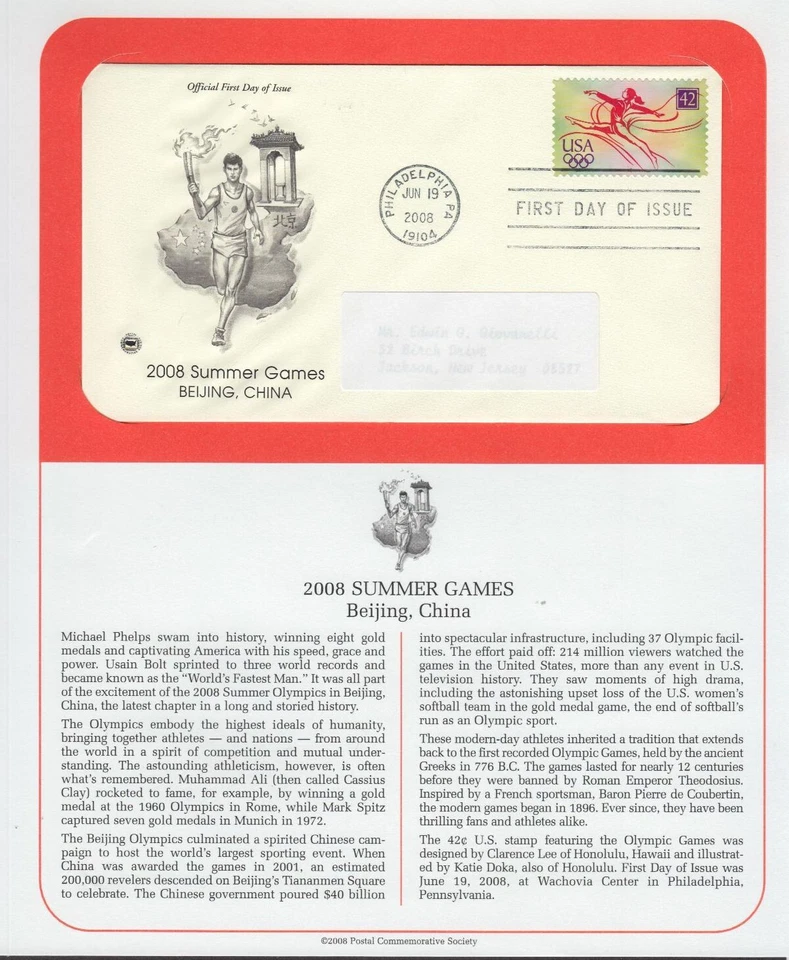 Official First Day of Issue
42
USA
PHILADELPHIA PA
JUN 19
2008
19104
FIRST DAY OF ISSUE
北京
2008 Summer Games
BEIJING, CHINA
2008 SUMMER GAMES
Beijing, China
Michael Phelps swam into history, winning eight gold
medals and captivating America with his speed, grace and
power. Usain Bolt sprinted to three world records and
became known as the “World's Fastest Man.” It was all part
of the excitement of the 2008 Summer Olympics in Beijing,
China, the latest chapter in a long and storied history.
The Olympics embody the highest ideals of humanity,
bringing together athletes — and nations — from around
the world in a spirit of competition and mutual under-
standing. The astounding athleticism, however, is often
what's remembered. Muhammad Ali (then called Cassius
Clay) rocketed to fame, for example, by winning a gold
medal at the 1960 Olympics in Rome, while Mark Spitz
captured seven gold medals in Munich in 1972.
The Beijing Olympics culminated a spirited Chinese cam-
paign to host the world's largest sporting event. When
China was awarded the games in 2001, an estimated
200,000 revelers descended on Beijing's Tiananmen Square
to celebrate. The Chinese government poured $40 billion
into spectacular infrastructure, including 37 Olympic facil-
ities. The effort paid off: 214 million viewers watched the
games in the United States, more than any event in U.S.
television history. They saw moments of high drama,
including the astonishing upset loss of the U.S. women's
softball team in the gold medal game, the end of softball's
run as an Olympic sport.
These modern-day athletes inherited a tradition that extends
back to the first recorded Olympic Games, held by the ancient
Greeks in 776 B.C. The games lasted for nearly 12 centuries
before they were banned by Roman Emperor Theodosius.
Inspired by a French sportsman, Baron Pierre de Coubertin,
the modern games began in 1896. Ever since, they have been
thrilling fans and athletes alike.
The 42¢ U.S. stamp featuring the Olympic Games was
designed by Clarence Lee of Honolulu, Hawaii and illustrat-
ed by Katie Doka, also of Honolulu. First Day of Issue was
June 19, 2008, at Wachovia Center in Philadelphia,
Pennsylvania.
©2008 Postal Commemorative Society